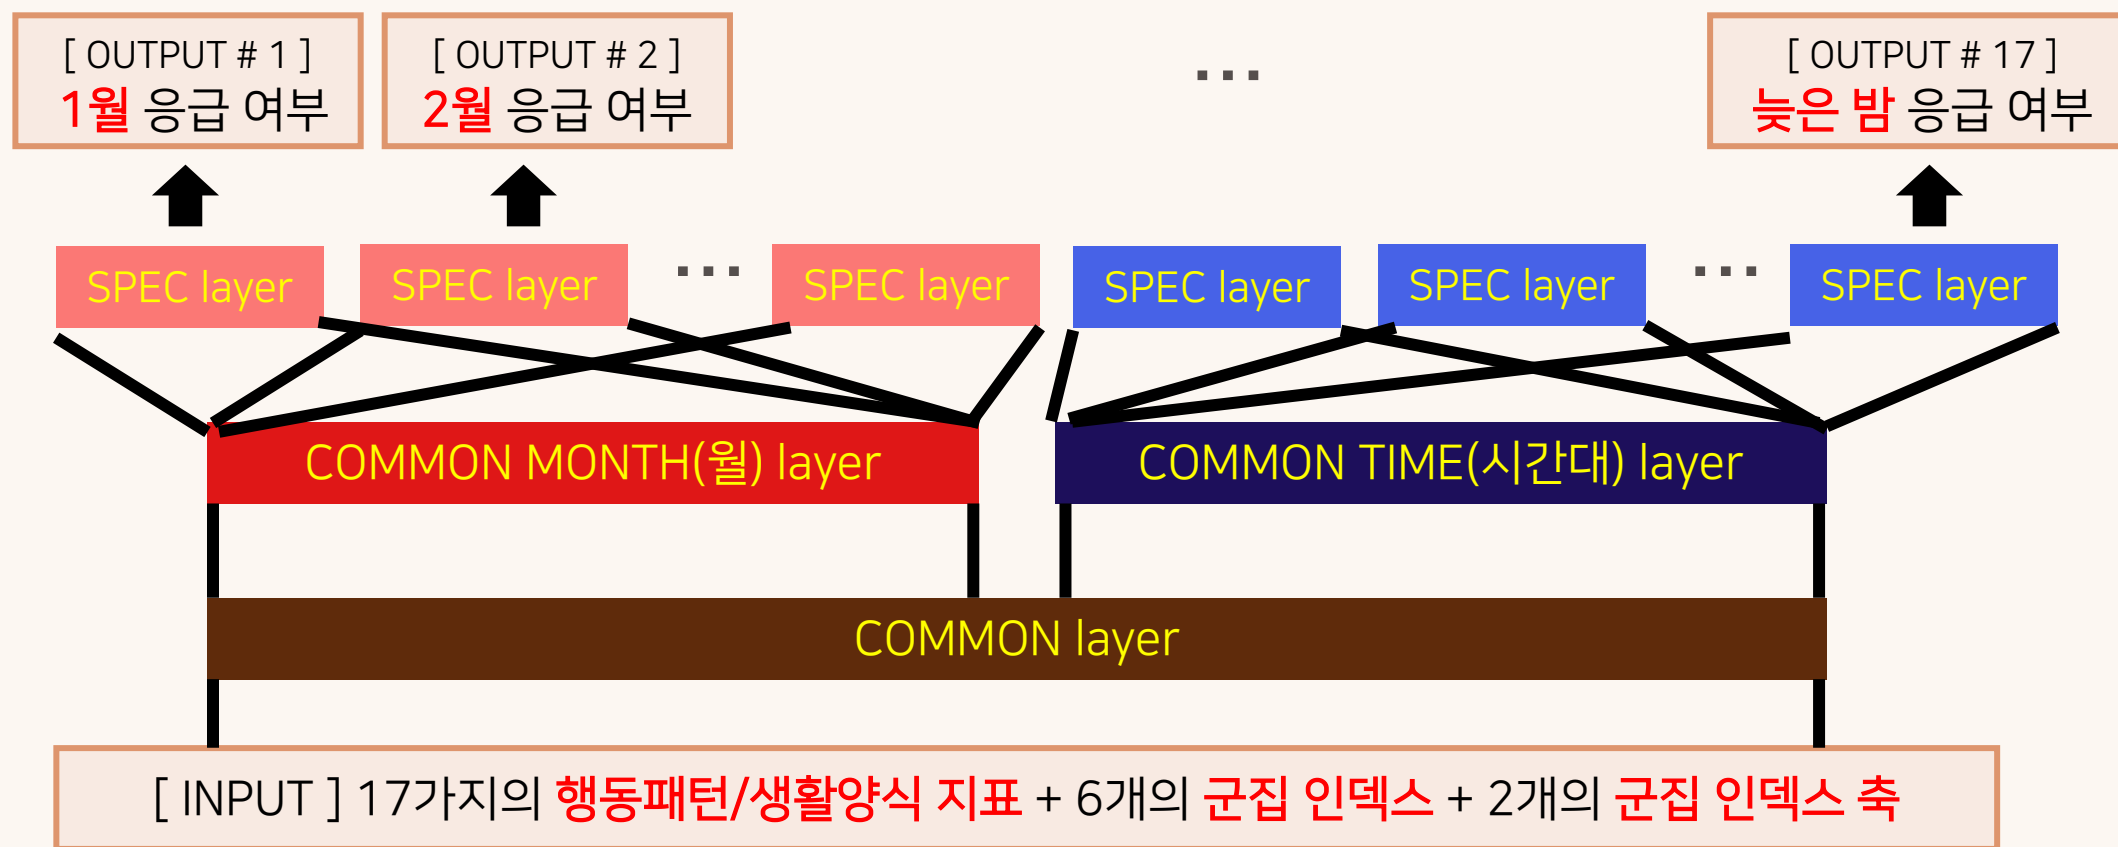 [ OUTPUT # 1 ]
1월 응급 여부
[ OUTPUT # 2 ]
2월 응급 여부
...
[ OUTPUT # 17 ]
늦은 밤 응급 여부
SPEC layer
SPEC layer
...
SPEC layer
SPEC layer
SPEC layer
...
SPEC layer
COMMON MONTH(월) layer
COMMON TIME(시간대) layer
COMMON layer
[ INPUT ] 17가지의 행동패턴/생활양식 지표 + 6개의 군집 인덱스 + 2개의 군집 인덱스 축